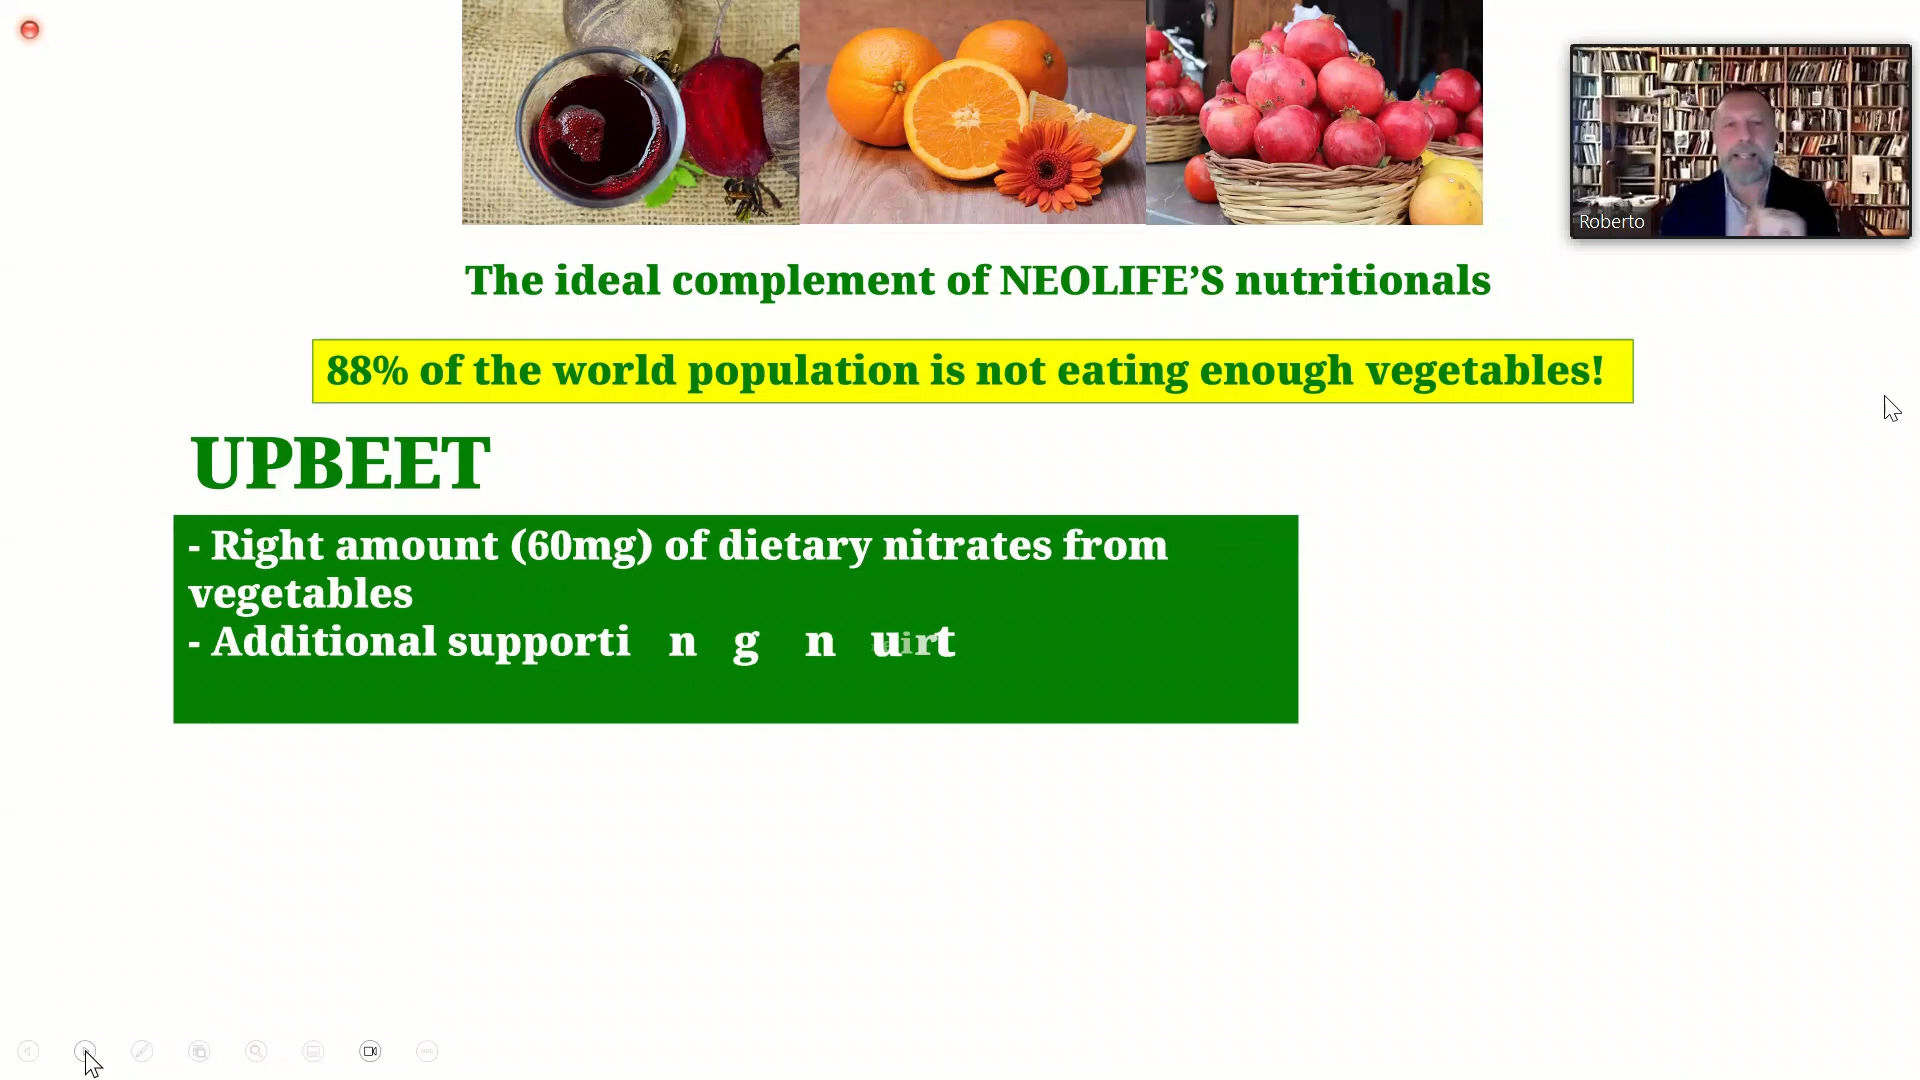 Roberto
The ideal complement of NEOLIFE’S nutritionals
88% of the world population is not eating enough vegetables!
UPBEET
- Right amount (60mg) of dietary nitrates from
vegetables
- Additional supporting